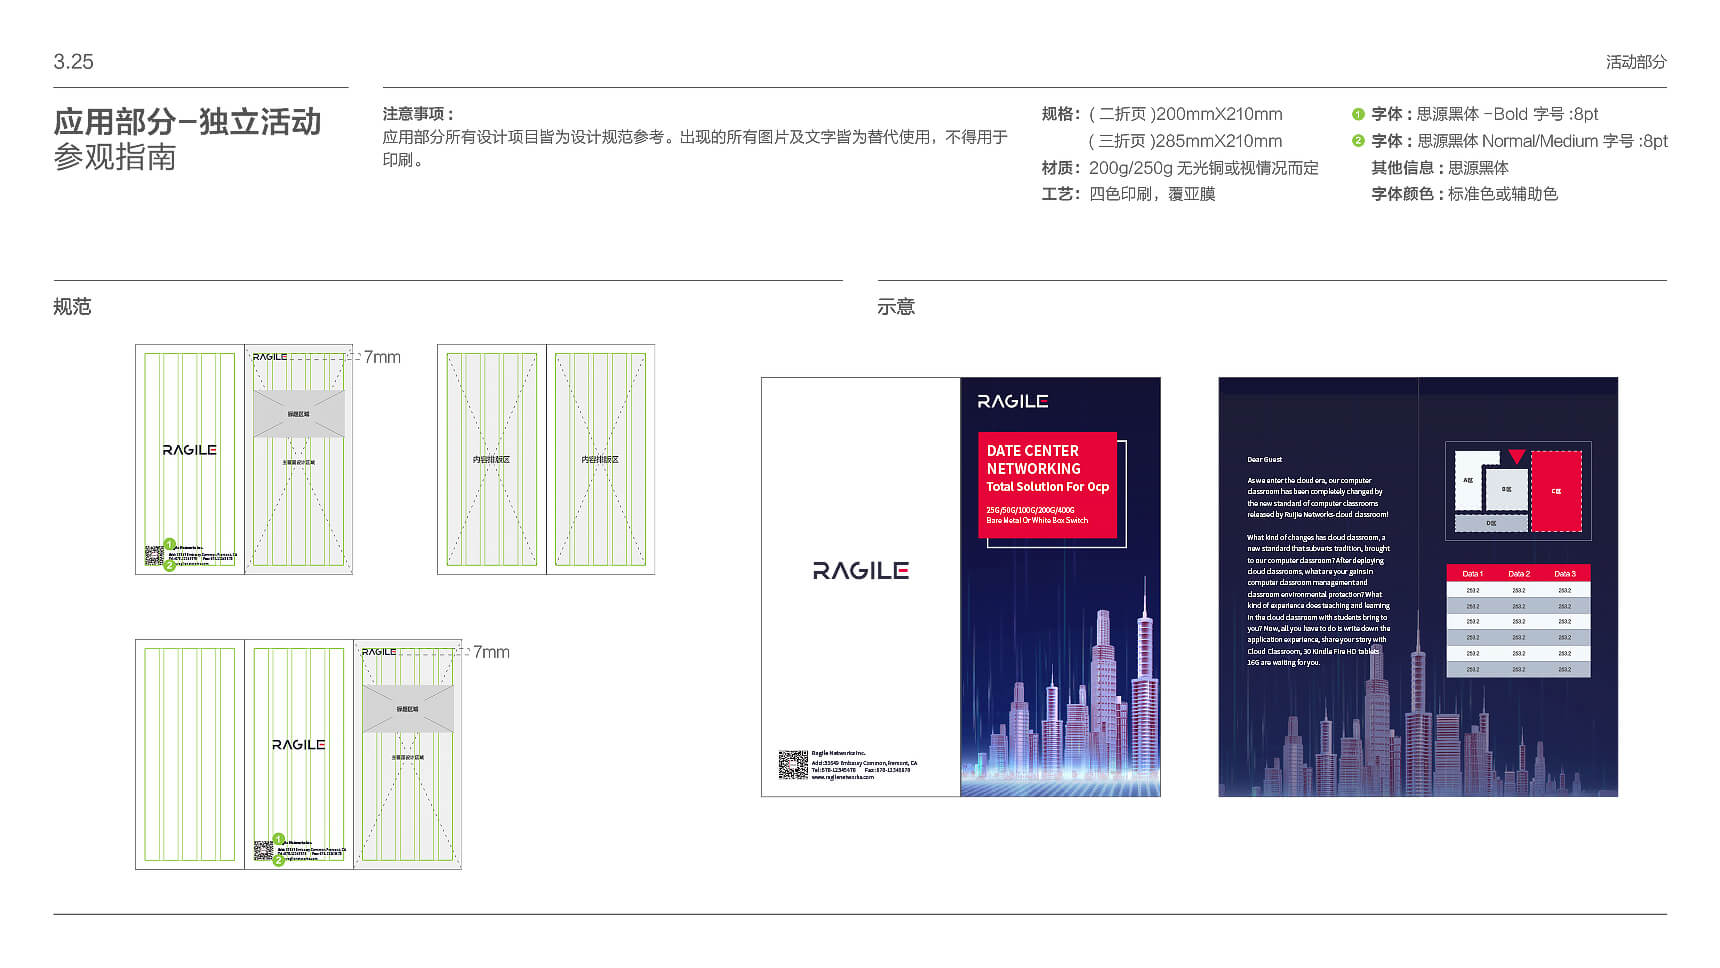 3.25
活动部分
应用部分-独立活动
参观指南
注意事项：
应用部分所有设计项目皆为设计规范参考。出现的所有图片及文字皆为替代使用，不得用于
印刷。
规格：（二折页）200mmX210mm
（三折页）285mmX210mm
材质：200g/250g 无光铜或视情况而定
工艺：四色印刷，覆亚膜
1 字体：思源黑体-Bold 字号:8pt
2 字体：思源黑体 Normal/Medium 字号:8pt
其他信息：思源黑体
字体颜色：标准色或辅助色
规范
示意
RAGILE
7mm
标题区域
主要图设计区域
RAGILE
1
2
内容排版区
内容排版区
RAGILE
7mm
标题区域
RAGILE
主要图设计区域
1
2
RAGILE
Ragile Networks Inc.
Add:33549 Embassy Common,Fremont, CA
Tel:678-12345678 Fax:678-12345678
www.ragilenetworks.com
RAGILE
DATE CENTER
NETWORKING
Total Solution For Ocp
25G/50G/100G/200G/400G
Bare Metal Or White Box Switch
Dear Guest
As we enter the cloud era, our computer
classroom has been completely changed by
the new standard of computer classrooms
released by Ruijie Networks-cloud classroom!
What kind of changes has cloud classroom, a
new standard that subverts tradition, brought
to our computer classroom? After deploying
cloud classrooms, what are your gains in
computer classroom management and
classroom environmental protection? What
kind of experience does teaching and learning
in the cloud classroom with students bring to
you? Now, all you have to do is write down the
application experience, share your story with
Cloud Classroom, 30 Kindle Fire HD tablets
16G are waiting for you.
A区
B区
C区
D区
Data 1 Data 2 Data 3
253.2 253.2 253.2
253.2 253.2 253.2
253.2 253.2 253.2
253.2 253.2 253.2
253.2 253.2 253.2
253.2 253.2 253.2